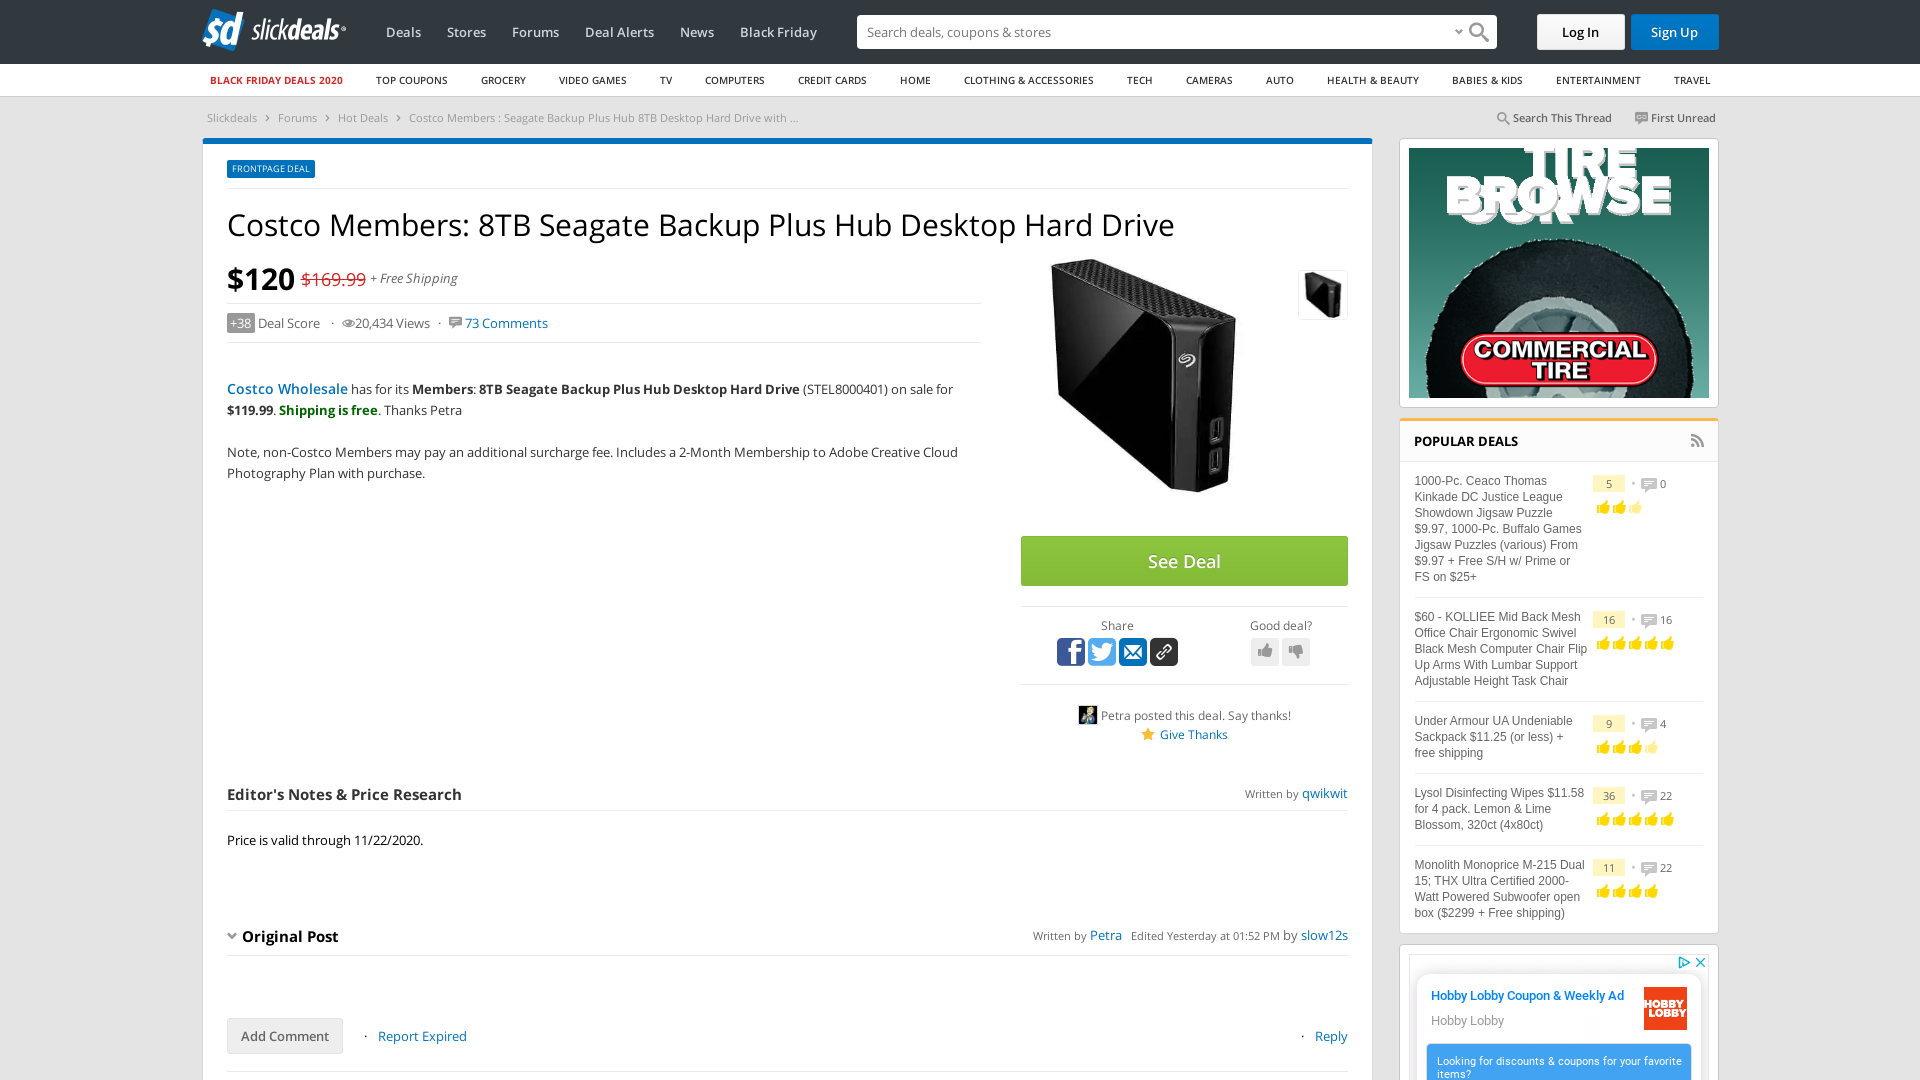 slickdeals
Deals
Stores
Forums
Deal Alerts
News
Black Friday
Search deals, coupons & stores
Log In
Sign Up
BLACK FRIDAY DEALS 2020
TOP COUPONS
GROCERY
VIDEO GAMES
TV
COMPUTERS
CREDIT CARDS
HOME
CLOTHING & ACCESSORIES
TECH
CAMERAS
AUTO
HEALTH & BEAUTY
BABIES & KIDS
ENTERTAINMENT
TRAVEL
Slickdeals > Forums > Hot Deals > Costco Members : Seagate Backup Plus Hub 8TB Desktop Hard Drive with ...
Search This Thread
First Unread
FRONTPAGE DEAL
Costco Members: 8TB Seagate Backup Plus Hub Desktop Hard Drive
$120 $169.99 + Free Shipping
+38 Deal Score · 20,434 Views · 73 Comments
Costco Wholesale has for its Members: 8TB Seagate Backup Plus Hub Desktop Hard Drive (STEL8000401) on sale for
$119.99. Shipping is free. Thanks Petra
Note, non-Costco Members may pay an additional surcharge fee. Includes a 2-Month Membership to Adobe Creative Cloud
Photography Plan with purchase.
See Deal
Share
Good deal?
Petra posted this deal. Say thanks!
Give Thanks
Editor's Notes & Price Research
Written by qwikwit
Price is valid through 11/22/2020.
Original Post
Written by Petra Edited Yesterday at 01:52 PM by slow12s
Add Comment
· Report Expired
· Reply
TIRE
BROWSE
COMMERCIAL
TIRE
POPULAR DEALS
1000-Pc. Ceaco Thomas
Kinkade DC Justice League
Showdown Jigsaw Puzzle
$9.97, 1000-Pc. Buffalo Games
Jigsaw Puzzles (various) From
$9.97 + Free S/H w/ Prime or
FS on $25+
5 • 0
$60 - KOLLIEE Mid Back Mesh
Office Chair Ergonomic Swivel
Black Mesh Computer Chair Flip
Up Arms With Lumbar Support
Adjustable Height Task Chair
16 • 16
Under Armour UA Undeniable
Sackpack $11.25 (or less) +
free shipping
9 • 4
Lysol Disinfecting Wipes $11.58
for 4 pack. Lemon & Lime
Blossom, 320ct (4x80ct)
36 • 22
Monolith Monoprice M-215 Dual
15; THX Ultra Certified 2000-
Watt Powered Subwoofer open
box ($2299 + Free shipping)
11 • 22
Hobby Lobby Coupon & Weekly Ad
Hobby Lobby
HOBBY
LOBBY
Looking for discounts & coupons for your favorite
items?